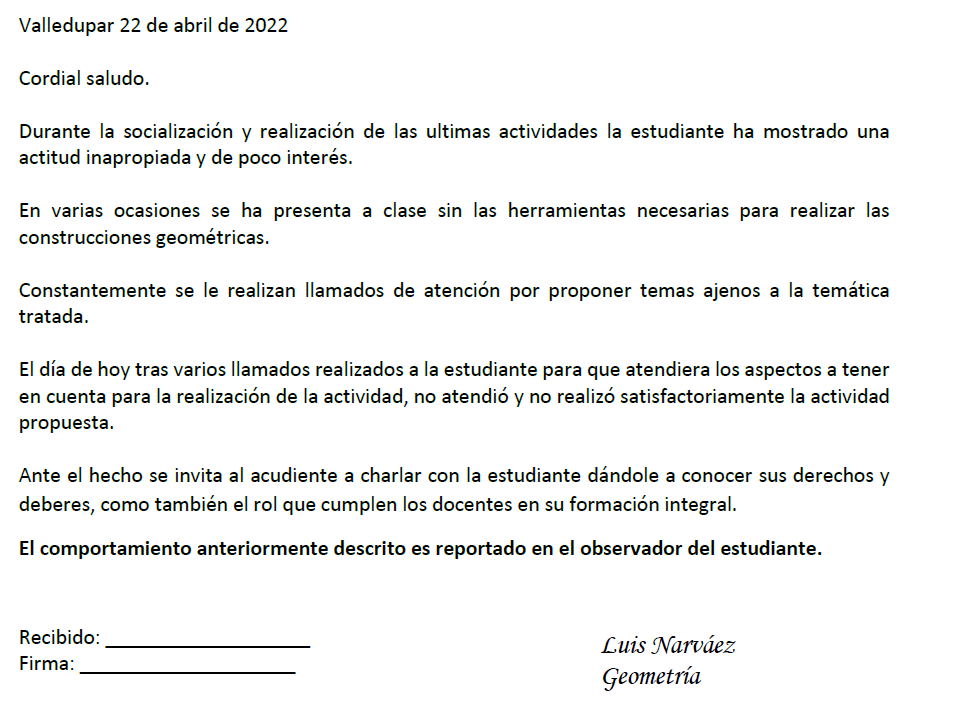 Valledupar 22 de abril de 2022
Cordial saludo.
Durante la socialización y realización de las ultimas actividades la estudiante ha mostrado una
actitud inapropiada y de poco interés.
En varias ocasiones se ha presenta a clase sin las herramientas necesarias para realizar las
construcciones geométricas.
Constantemente se le realizan llamados de atención por proponer temas ajenos a la temática
tratada.
El día de hoy tras varios llamados realizados a la estudiante para que atendiera los aspectos a tener
en cuenta para la realización de la actividad, no atendió y no realizó satisfactoriamente la actividad
propuesta.
Ante el hecho se invita al acudiente a charlar con la estudiante dándole a conocer sus derechos y
deberes, como también el rol que cumplen los docentes en su formación integral.
El comportamiento anteriormente descrito es reportado en el observador del estudiante.
Recibido: ___________________
Firma: ____________________
Luis Narváez
Geometría